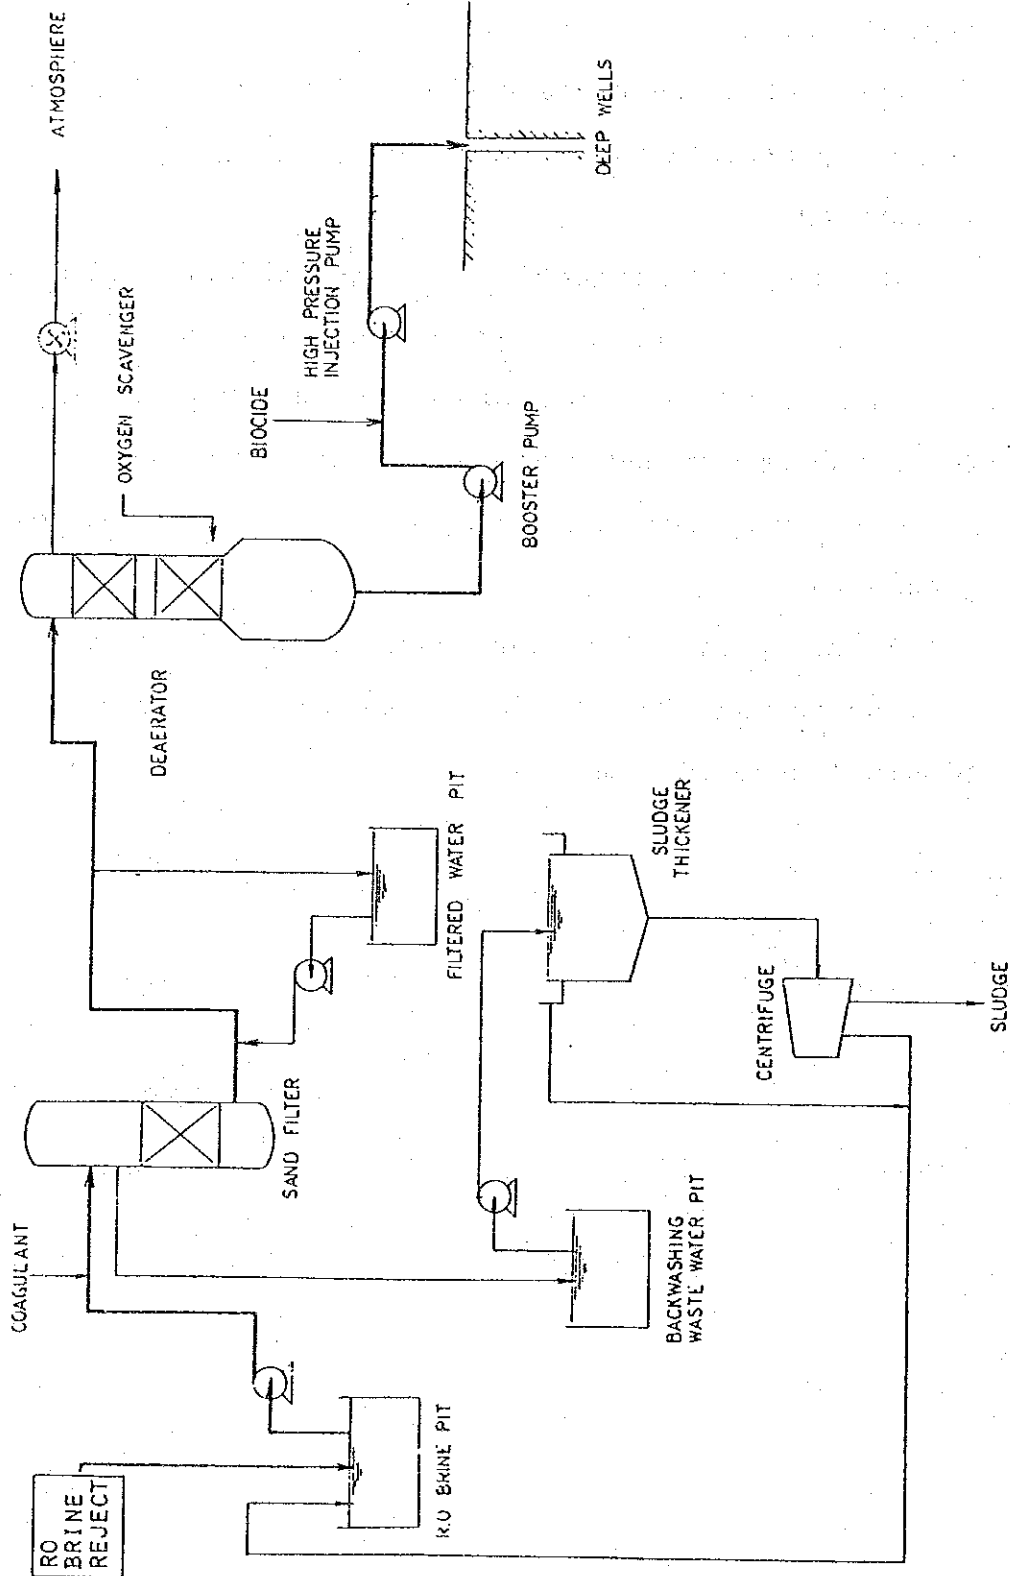 RO
BRINE
REJECT
R.O BRINE PIT
COAGULANT
SAND FILTER
BACKWASHING
WASTE WATER PIT
FILTERED WATER PIT
SLUDGE
THICKENER
CENTRIFUGE
SLUDGE
DEAERATOR
OXYGEN SCAVENGER
ATMOSPHERE
BOOSTER PUMP
BIOCIDE
HIGH PRESSURE
INJECTION PUMP
DEEP WELLS